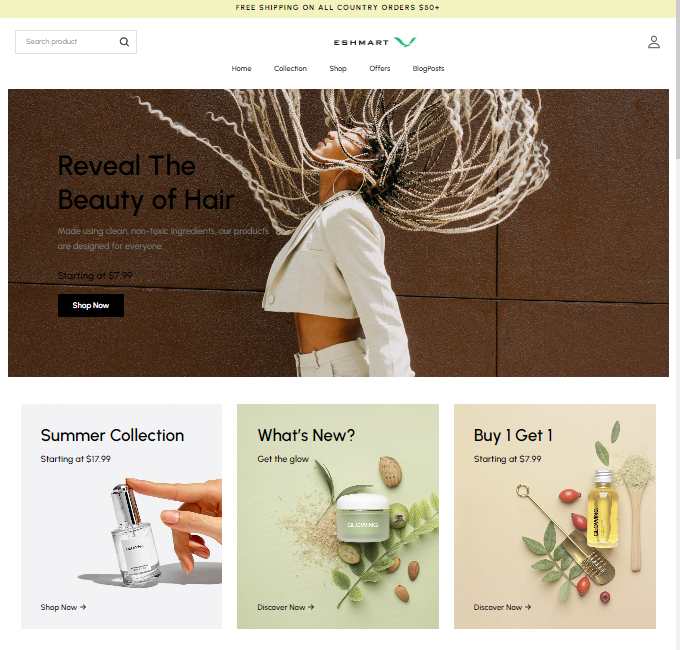 FREE SHIPPING ON ALL COUNTRY ORDERS $50+
Search product
ESHMART
Home Collection Shop Offers BlogPosts
Reveal The
Beauty of Hair
Made using clean, non-toxic ingredients, our products
are designed for everyone.
Starting at $7.99
Shop Now
Summer Collection
Starting at $17.99
Shop Now →
What's New?
Get the glow
GLOWING.
Discover Now →
Buy 1 Get 1
Starting at $7.99
GLOWING.
Discover Now →